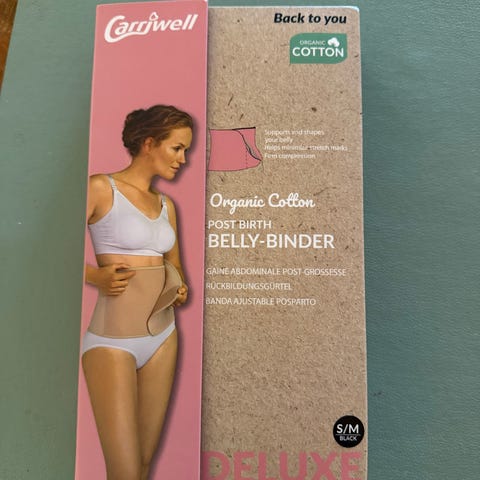 Carriwell
Back to you
ORGANIC
COTTON
Supports and shapes
your belly
Helps minimize stretch marks
Firm compression
Organic Cotton
POST BIRTH
BELLY-BINDER
GAINE ABDOMINALE POST-GROSSESSE
RÜCKBILDUNGSGÜRTEL
BANDA AJUSTABLE POSPARTO
S/M
BLACK
DELUXE